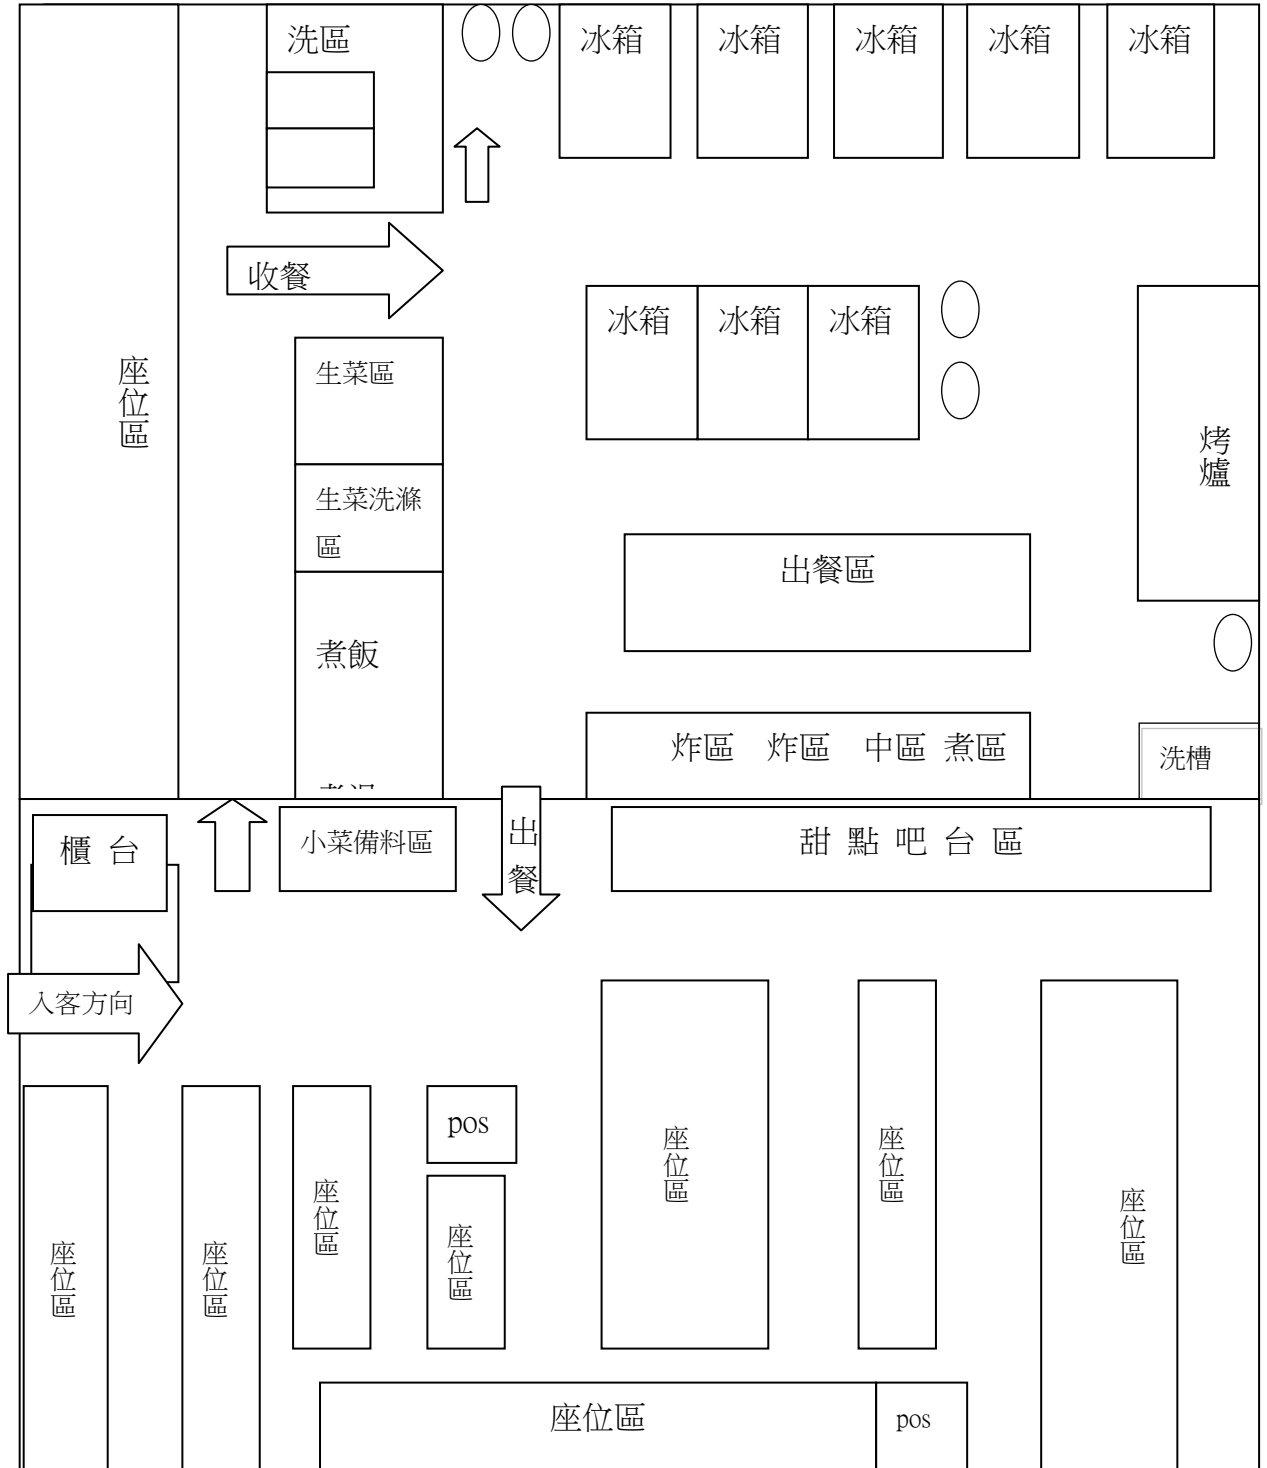 洗區
冰箱
冰箱
冰箱
冰箱
冰箱
收餐
冰箱
冰箱
冰箱
座位區
生菜區
烤爐
生菜洗滌
區
出餐區
煮飯
炸區 炸區 中區 煮區
洗槽
櫃台
小菜備料區
出餐
甜點吧台區
入客方向
pos
座位區
座位區
座位區
座位區
座位區
座位區
座位區
座位區
pos